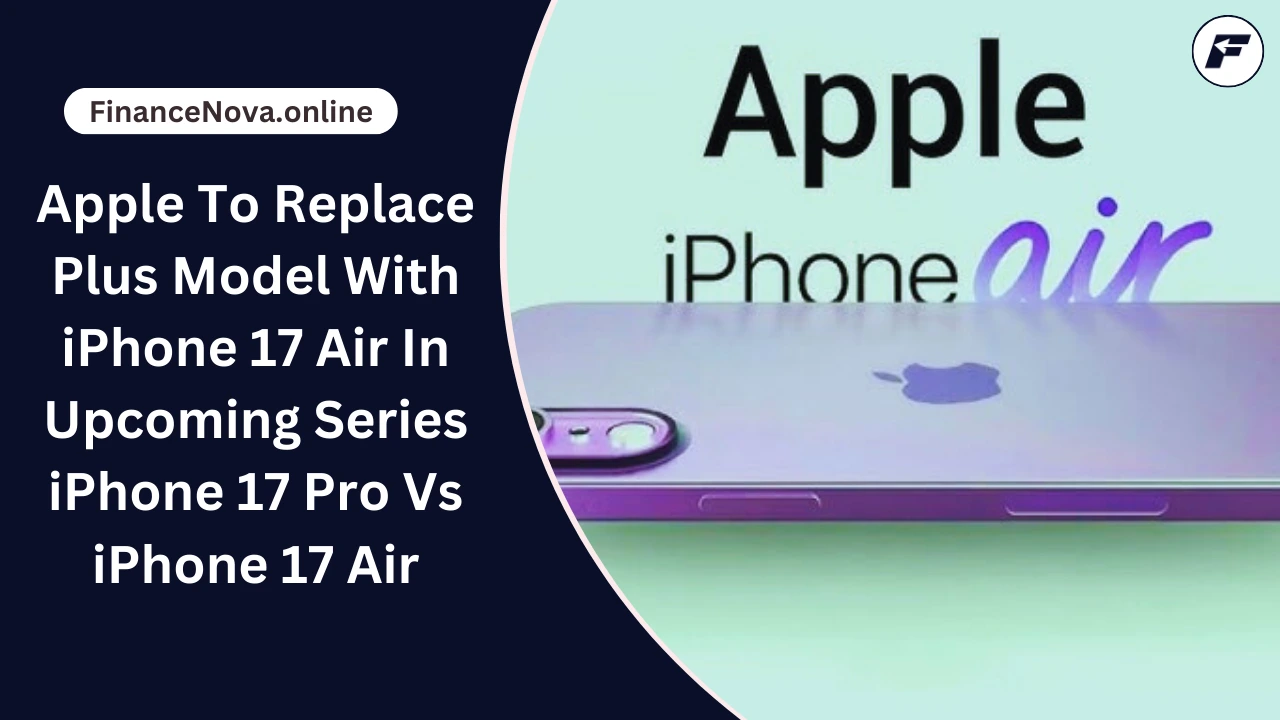 FinanceNova.online
Apple To Replace
Plus Model With
iPhone 17 Air In
Upcoming Series
iPhone 17 Pro Vs
iPhone 17 Air
Apple
iPhone air
F